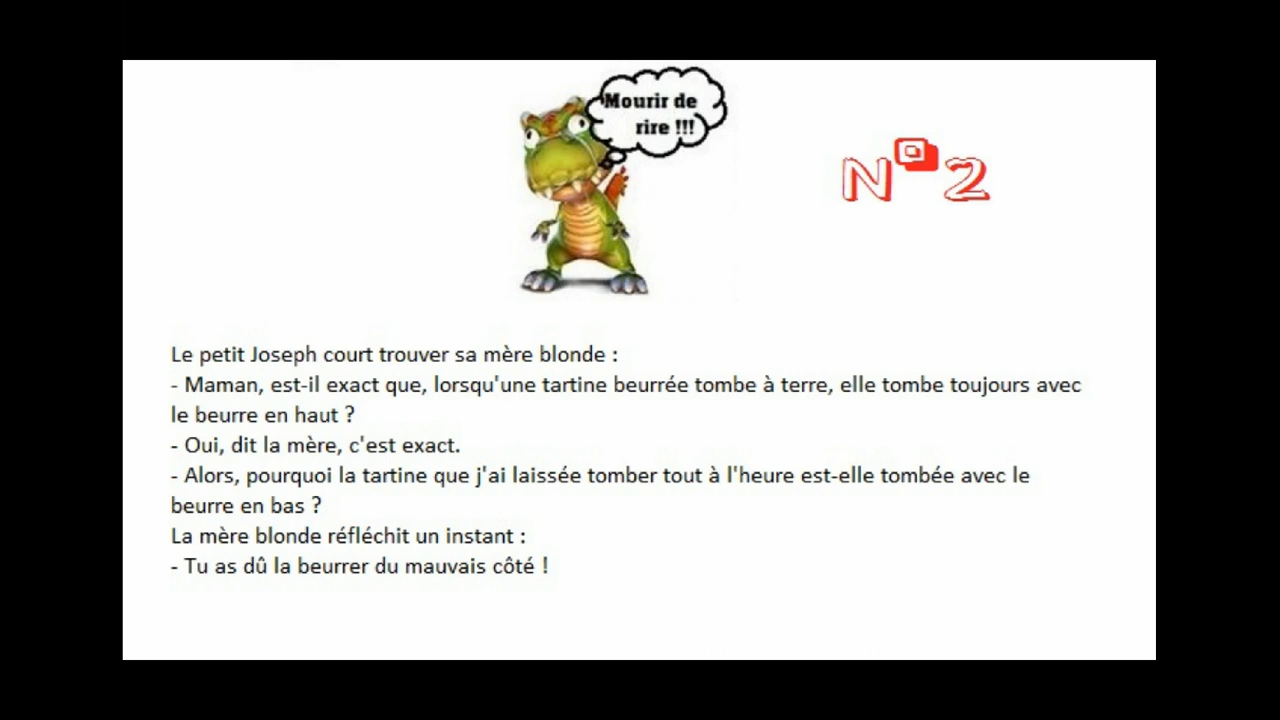 Mourir de
rire !!!
N°2
Le petit Joseph court trouver sa mère blonde :
- Maman, est-il exact que, lorsqu'une tartine beurrée tombe à terre, elle tombe toujours avec
le beurre en haut ?
- Oui, dit la mère, c'est exact.
- Alors, pourquoi la tartine que j'ai laissée tomber tout à l'heure est-elle tombée avec le
beurre en bas ?
La mère blonde réfléchit un instant :
- Tu as dû la beurrer du mauvais côté !